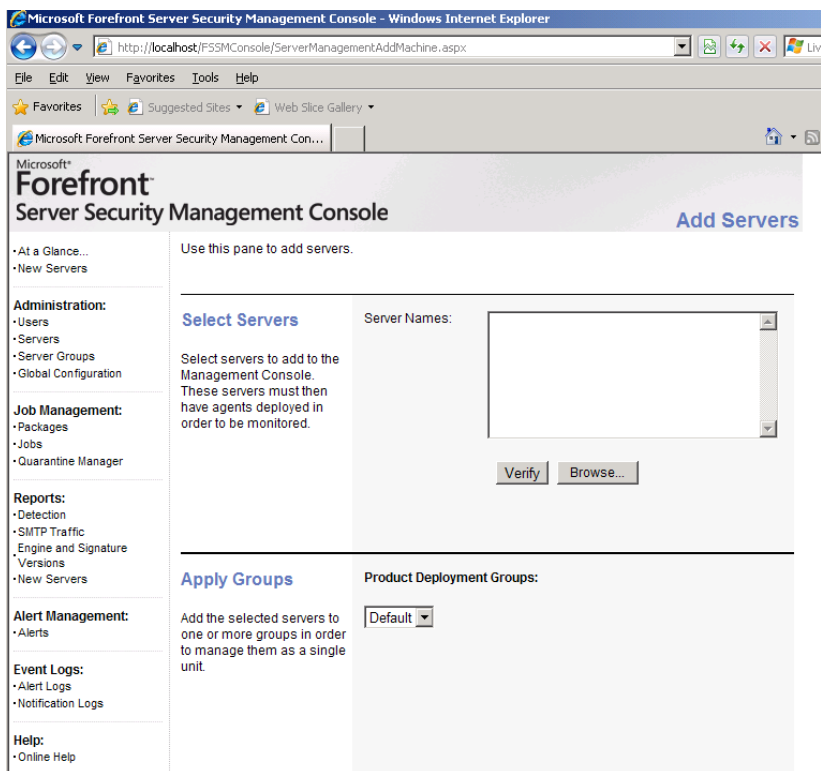 Microsoft Forefront Server Security Management Console - Windows Internet Explorer
http://localhost/FSSMConsole/ServerManagementAddMachine.aspx
Liv
File Edit View Favorites Tools Help
Favorites Suggested Sites Web Slice Gallery
Microsoft Forefront Server Security Management Con...
Microsoft®
Forefront™
Server Security Management Console
Add Servers
At a Glance...
New Servers
Administration:
Users
Servers
Server Groups
Global Configuration
Job Management:
Packages
Jobs
Quarantine Manager
Reports:
Detection
SMTP Traffic
Engine and Signature
Versions
New Servers
Alert Management:
Alerts
Event Logs:
Alert Logs
Notification Logs
Help:
Online Help
Use this pane to add servers.
Select Servers
Select servers to add to the
Management Console.
These servers must then
have agents deployed in
order to be monitored.
Server Names:
Verify Browse...
Apply Groups
Add the selected servers to
one or more groups in order
to manage them as a single
unit.
Product Deployment Groups:
Default